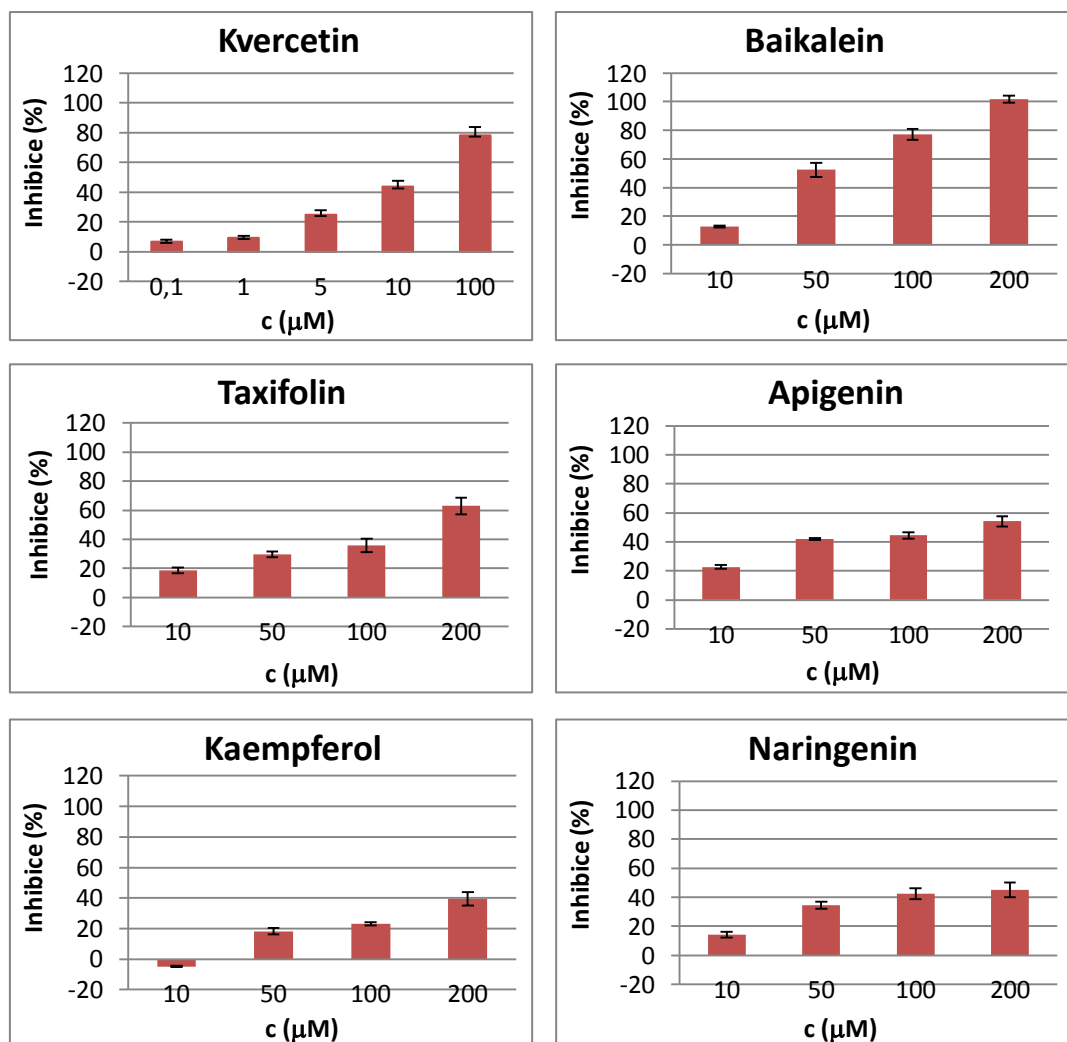 Kvercetin
120
100
80
60
40
20
0
-20
Inhibice (%)
0,1 1 5 10 100
c (μM)
Baikalein
120
100
80
60
40
20
0
-20
Inhibice (%)
10 50 100 200
c (μM)
Taxifolin
120
100
80
60
40
20
0
-20
Inhibice (%)
10 50 100 200
c (μM)
Apigenin
120
100
80
60
40
20
0
-20
Inhibice (%)
10 50 100 200
c (μM)
Kaempferol
120
100
80
60
40
20
0
-20
Inhibice (%)
10 50 100 200
c (μM)
Naringenin
120
100
80
60
40
20
0
-20
Inhibice (%)
10 50 100 200
c (μM)